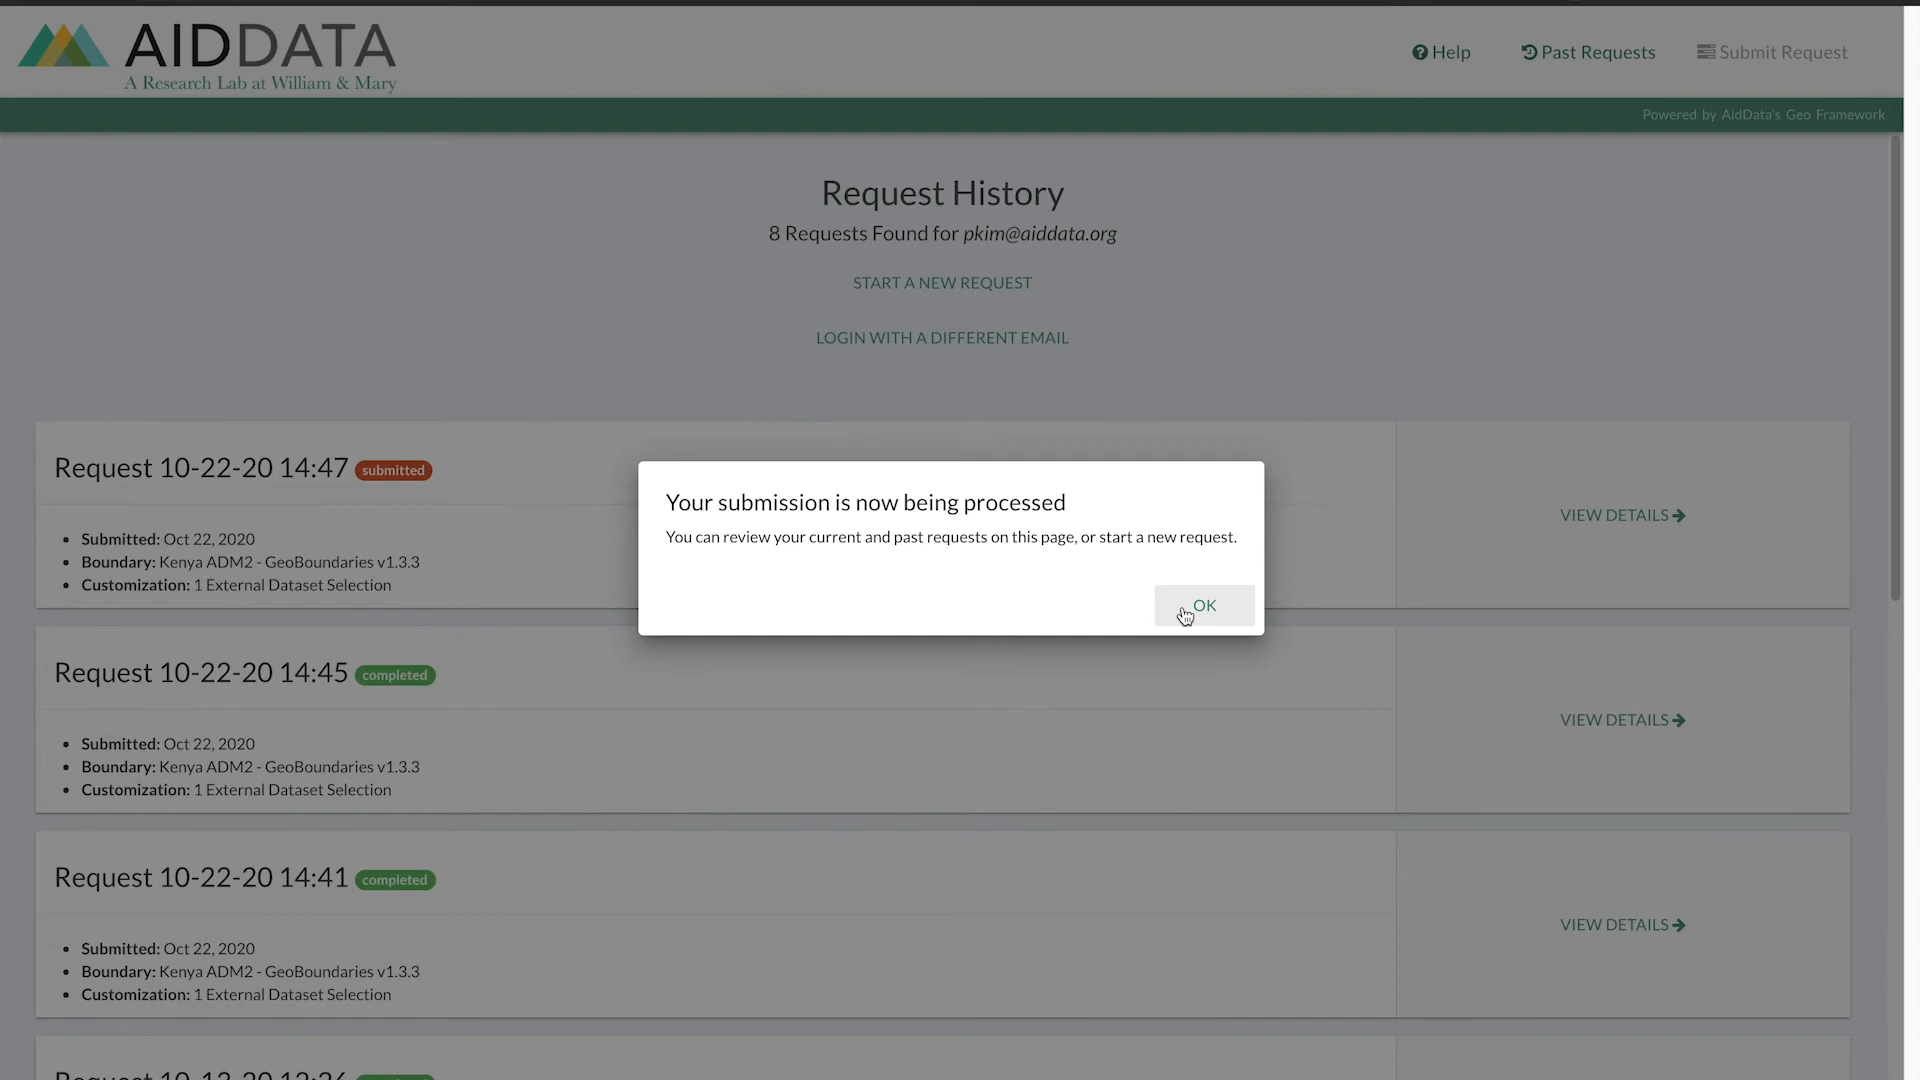 AIDDATA
A Research Lab at William & Mary
Help
Past Requests
Submit Request
Powered by AidData's Geo Framework
Request History
8 Requests Found for pkim@aiddata.org
START A NEW REQUEST
LOGIN WITH A DIFFERENT EMAIL
Request 10-22-20 14:47 submitted
Submitted: Oct 22, 2020
Boundary: Kenya ADM2 - GeoBoundaries v1.3.3
Customization: 1 External Dataset Selection
VIEW DETAILS
Your submission is now being processed
You can review your current and past requests on this page, or start a new request.
OK
Request 10-22-20 14:45 completed
Submitted: Oct 22, 2020
Boundary: Kenya ADM2 - GeoBoundaries v1.3.3
Customization: 1 External Dataset Selection
VIEW DETAILS
Request 10-22-20 14:41 completed
Submitted: Oct 22, 2020
Boundary: Kenya ADM2 - GeoBoundaries v1.3.3
Customization: 1 External Dataset Selection
VIEW DETAILS
Request